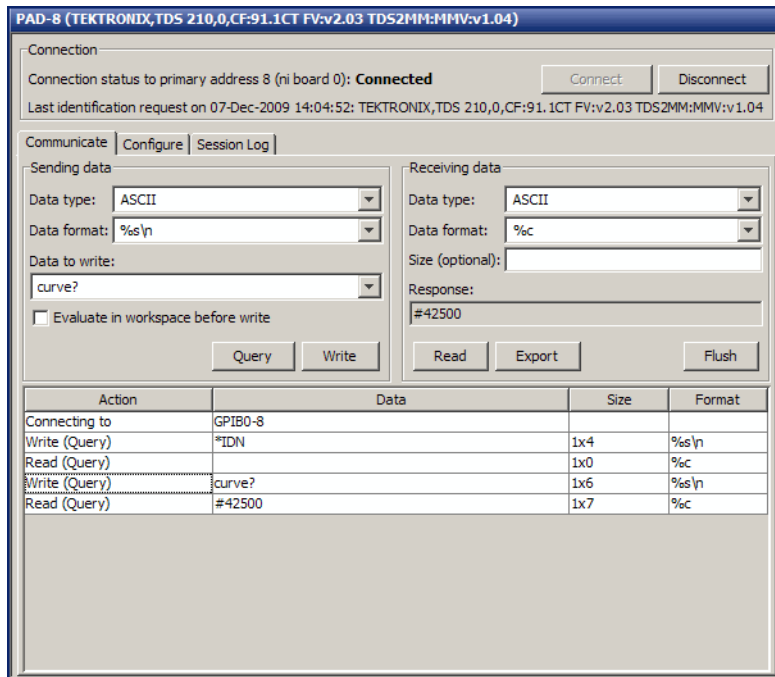 PAD-8 (TEKTRONIX,TDS 210,0,CF:91.1CT FV:v2.03 TDS2MM:MMV:v1.04)
Connection
Connection status to primary address 8 (ni board 0): Connected
Connect
Disconnect
Last identification request on 07-Dec-2009 14:04:52: TEKTRONIX,TDS 210,0,CF:91.1CT FV:v2.03 TDS2MM:MMV:v1.04
Communicate Configure Session Log
Sending data
Data type: ASCII
Data format: %s\n
Data to write:
curve?
Evaluate in workspace before write
Query Write
Receiving data
Data type: ASCII
Data format: %c
Size (optional):
Response:
#42500
Read Export Flush
Action Data Size Format
Connecting to GPIB0-8
Write (Query) *IDN 1x4 %s\n
Read (Query) 1x0 %c
Write (Query) curve? 1x6 %s\n
Read (Query) #42500 1x7 %c